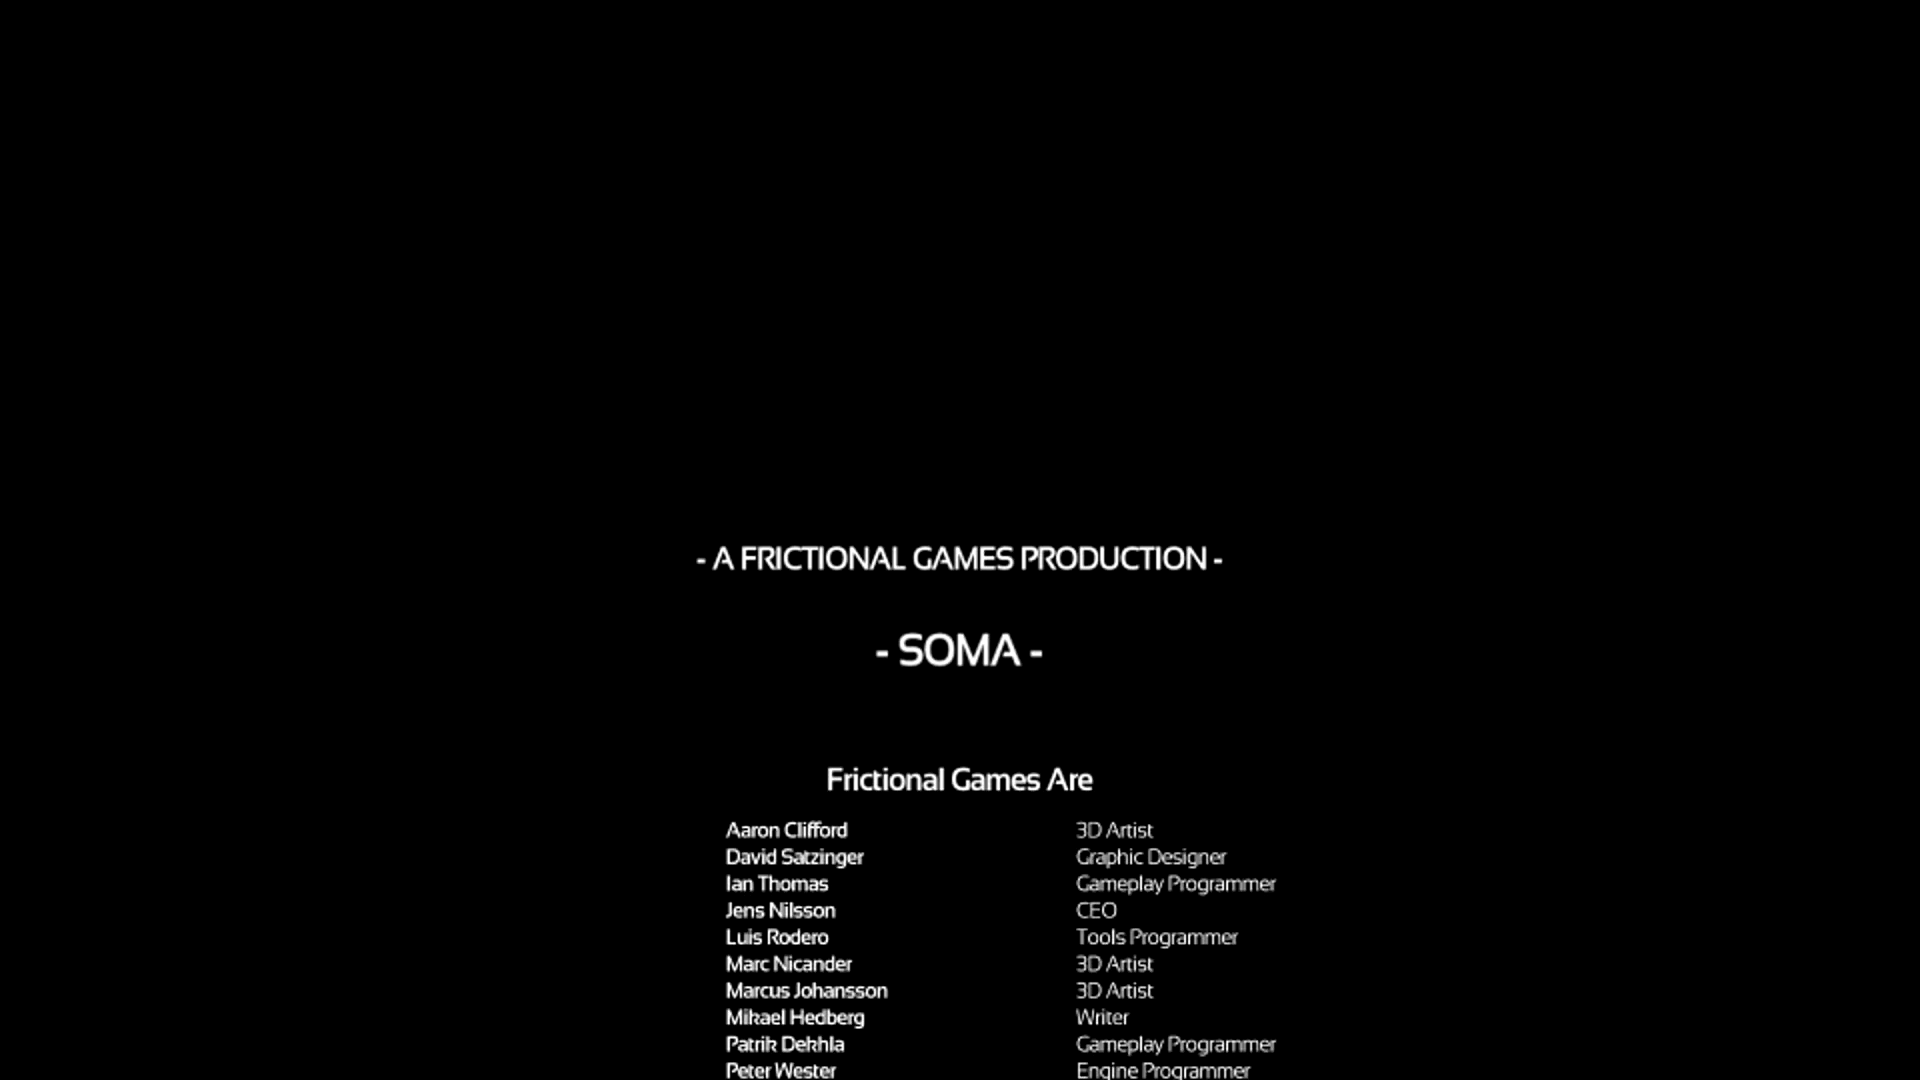 - A FRICTIONAL GAMES PRODUCTION -
- SOMA -
Frictional Games Are
Aaron Clifford 3D Artist
David Satzinger Graphic Designer
Ian Thomas Gameplay Programmer
Jens Nilsson CEO
Luis Rodero Tools Programmer
Marc Nicander 3D Artist
Marcus Johansson 3D Artist
Mikael Hedberg Writer
Patrik Dekhla Gameplay Programmer
Peter Wester Engine Programmer